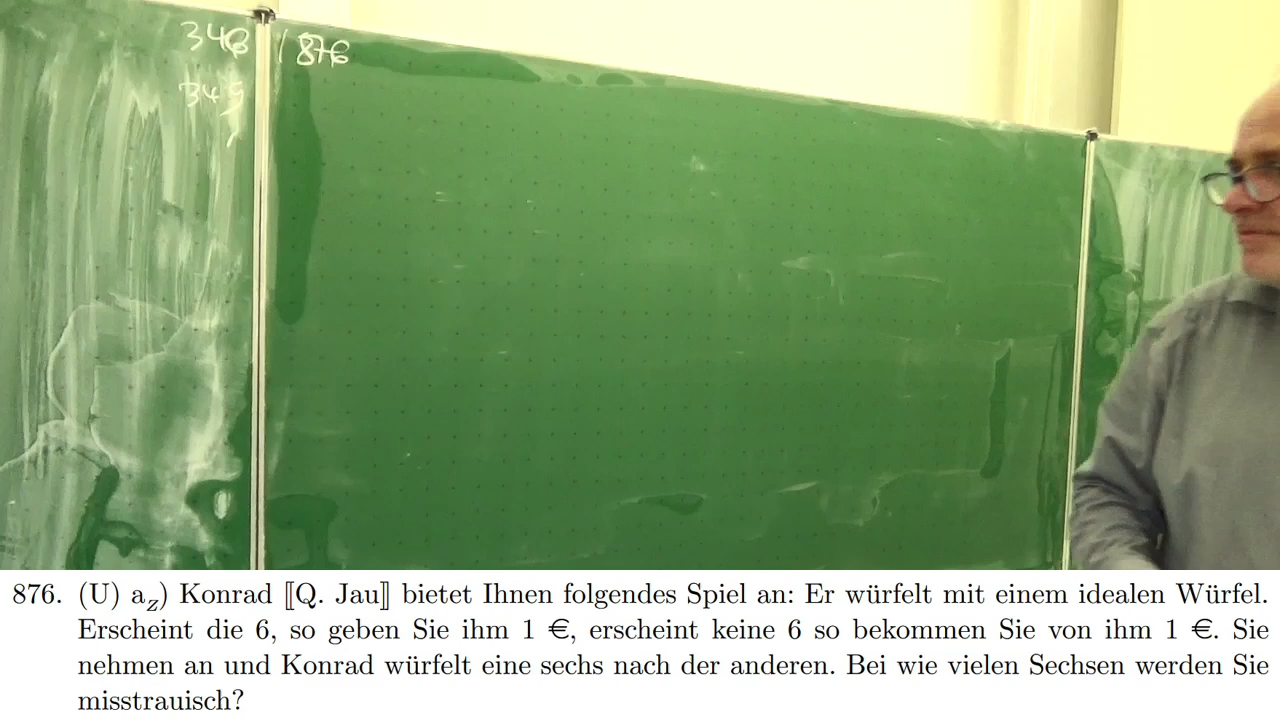 346
876
349
876. (U) a_z) Konrad ⟦Q. Jau⟧ bietet Ihnen folgendes Spiel an: Er würfelt mit einem idealen Würfel.
Erscheint die 6, so geben Sie ihm 1 €, erscheint keine 6 so bekommen Sie von ihm 1 €. Sie
nehmen an und Konrad würfelt eine sechs nach der anderen. Bei wie vielen Sechsen werden Sie
misstrauisch?